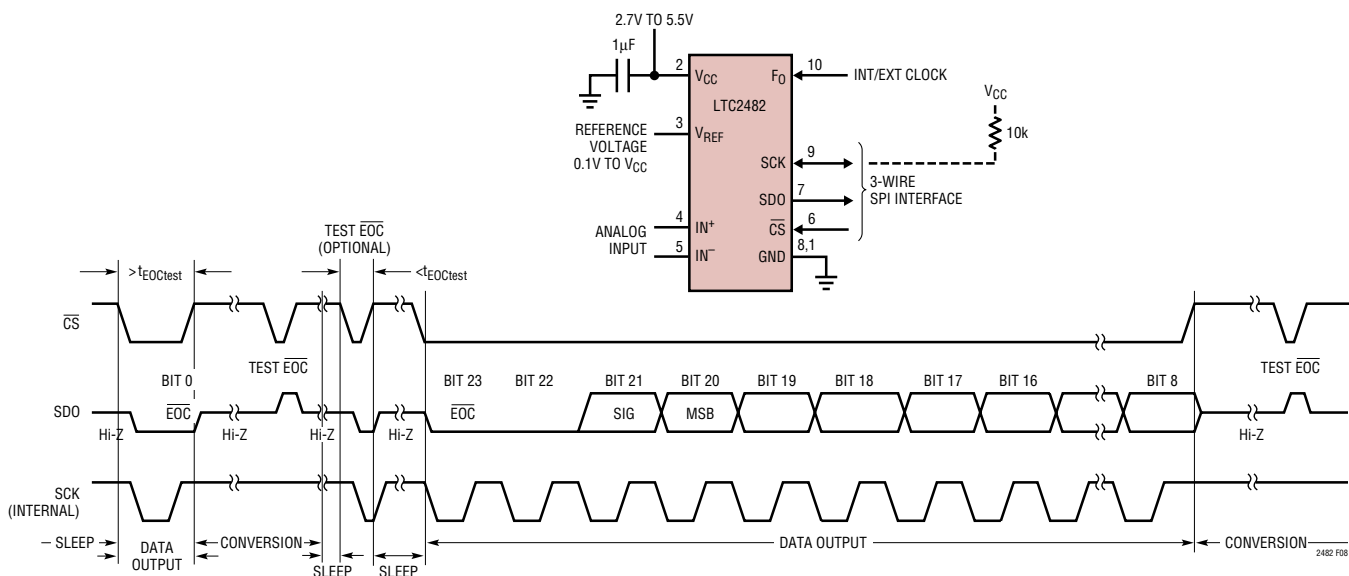 2.7V TO 5.5V
1µF
2
VCC
FO
10
INT/EXT CLOCK
LTC2482
VCC
10k
3
VREF
REFERENCE
VOLTAGE
0.1V TO VCC
SCK
9
SDO
7
3-WIRE
SPI INTERFACE
CS
6
4
IN+
ANALOG
INPUT
5
IN–
8,1
GND
TEST EOC
(OPTIONAL)
>tEOCtest
<tEOCtest
CS
TEST EOC
TEST EOC
BIT 0
BIT 23
BIT 22
BIT 21
BIT 20
BIT 19
BIT 18
BIT 17
BIT 16
BIT 8
SDO
EOC
EOC
SIG
MSB
Hi-Z
Hi-Z
Hi-Z
Hi-Z
Hi-Z
SCK
(INTERNAL)
SLEEP
DATA
OUTPUT
CONVERSION
SLEEP
SLEEP
DATA OUTPUT
CONVERSION
2482 F08